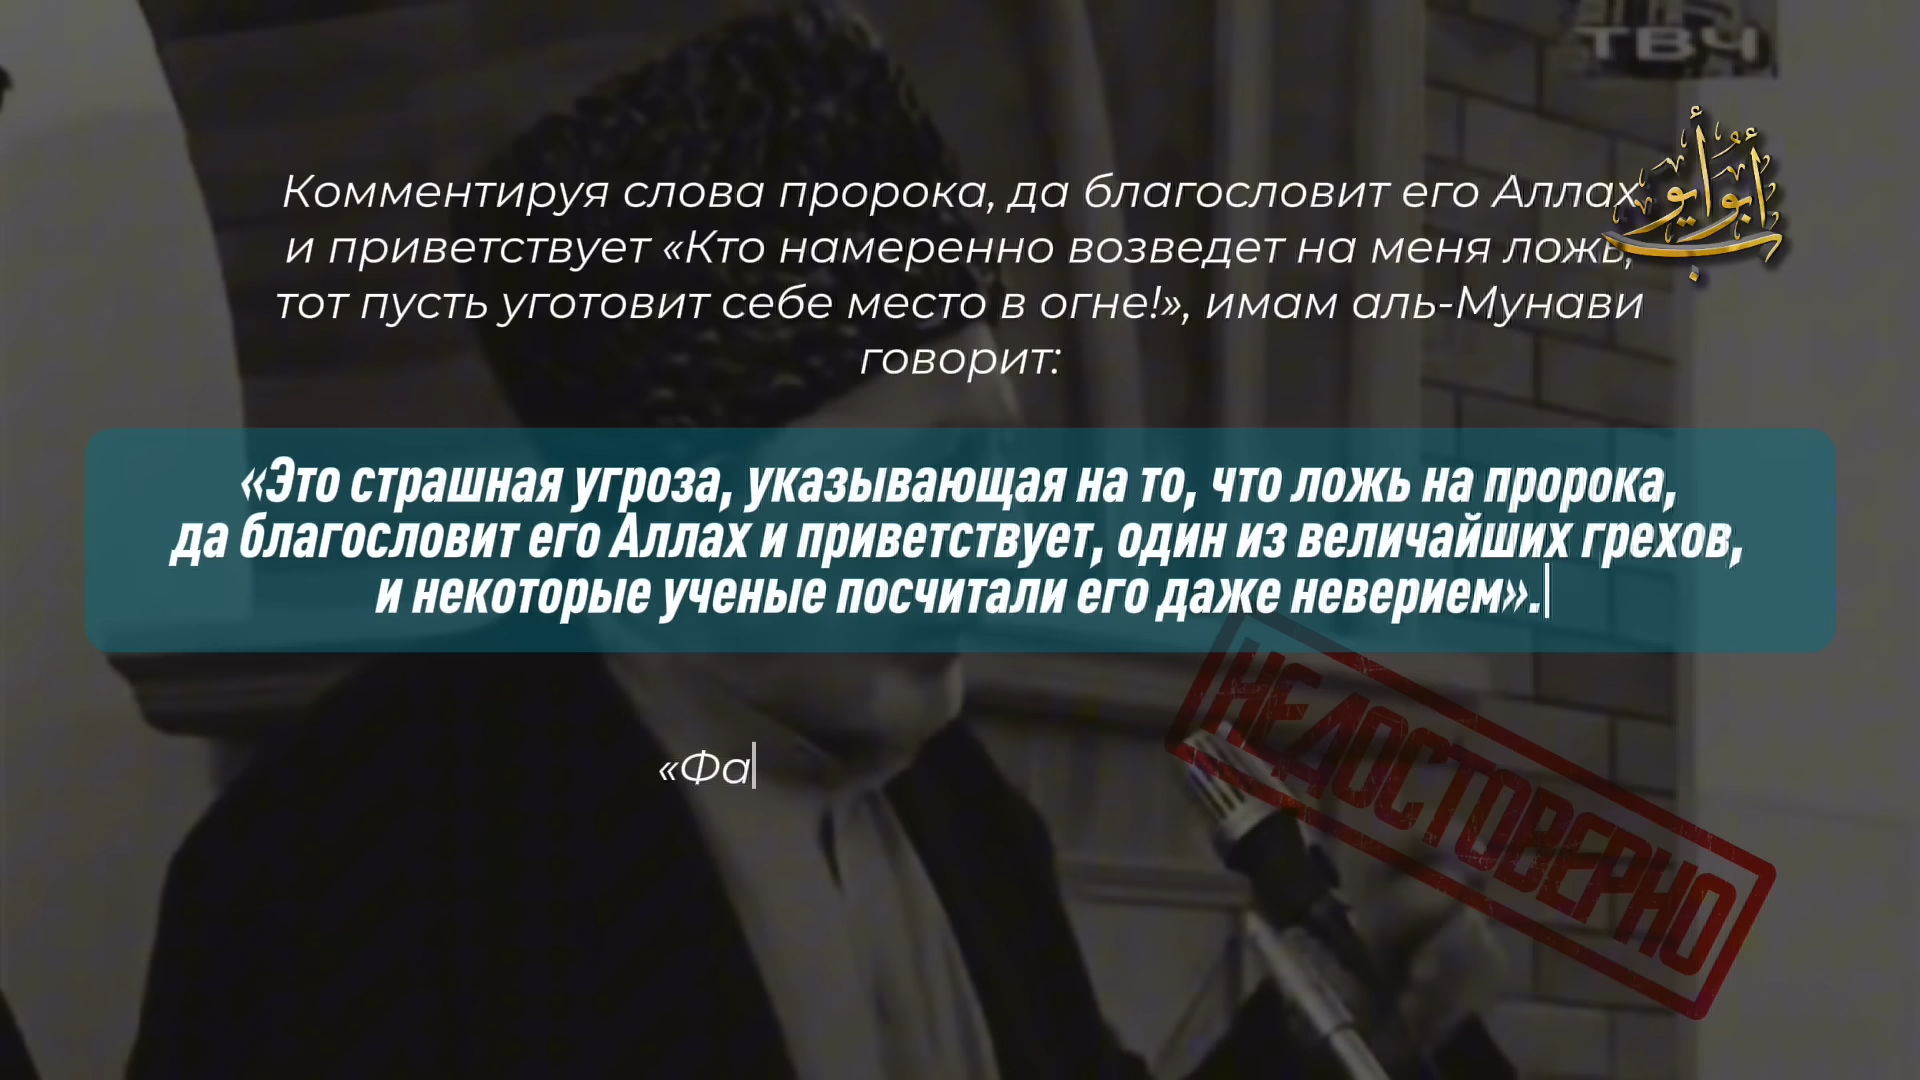 ТВЧ
Комментируя слова пророка, да благословит его Аллах
и приветствует «Кто намеренно возведет на меня ложь,
тот пусть уготовит себе место в огне!», имам аль-Мунави
говорит:
أبو أيوب
«Это страшная угроза, указывающая на то, что ложь на пророка,
да благословит его Аллах и приветствует, один из величайших грехов,
и некоторые ученые посчитали его даже неверием».
«Фа
НЕДОСТОВЕРНО